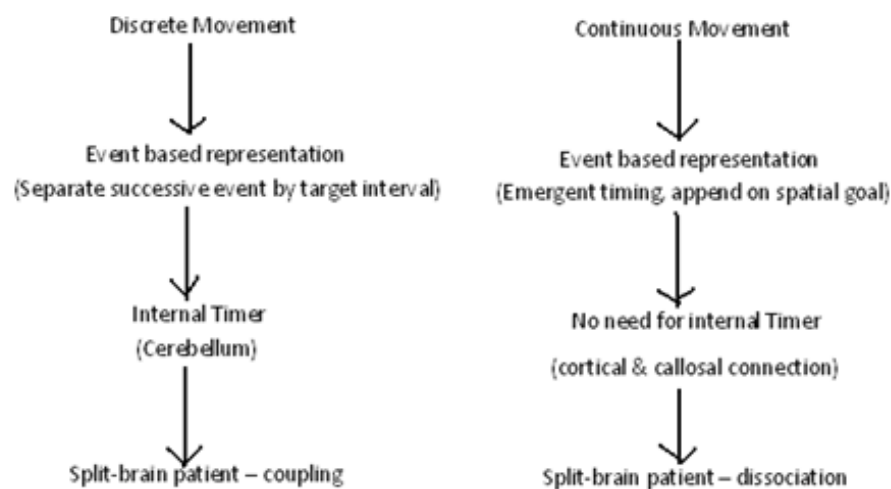 Discrete Movement
Event based representation
(Separate successive event by target interval)
Internal Timer
(Cerebellum)
Split-brain patient – coupling
Continuous Movement
Event based representation
(Emergent timing, append on spatial goal)
No need for internal Timer
(cortical & callosal connection)
Split-brain patient – dissociation